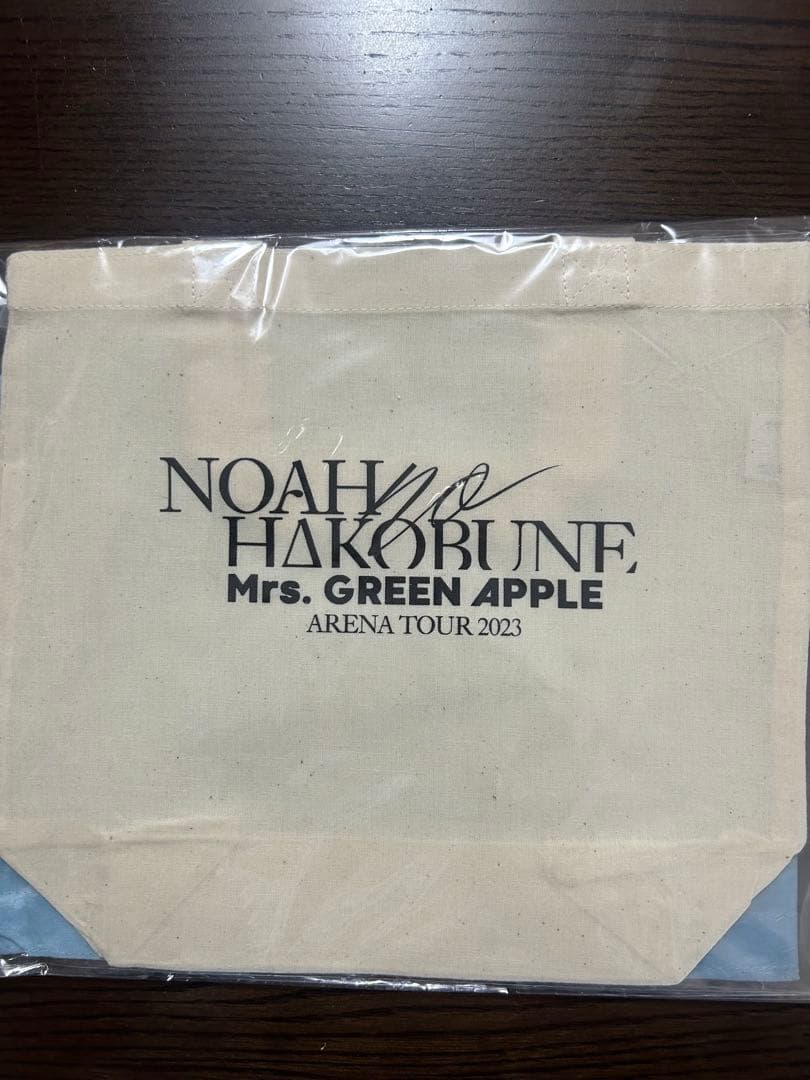 NOAH no
HAKOBUNE
Mrs. GREEN APPLE
ARENA TOUR 2023